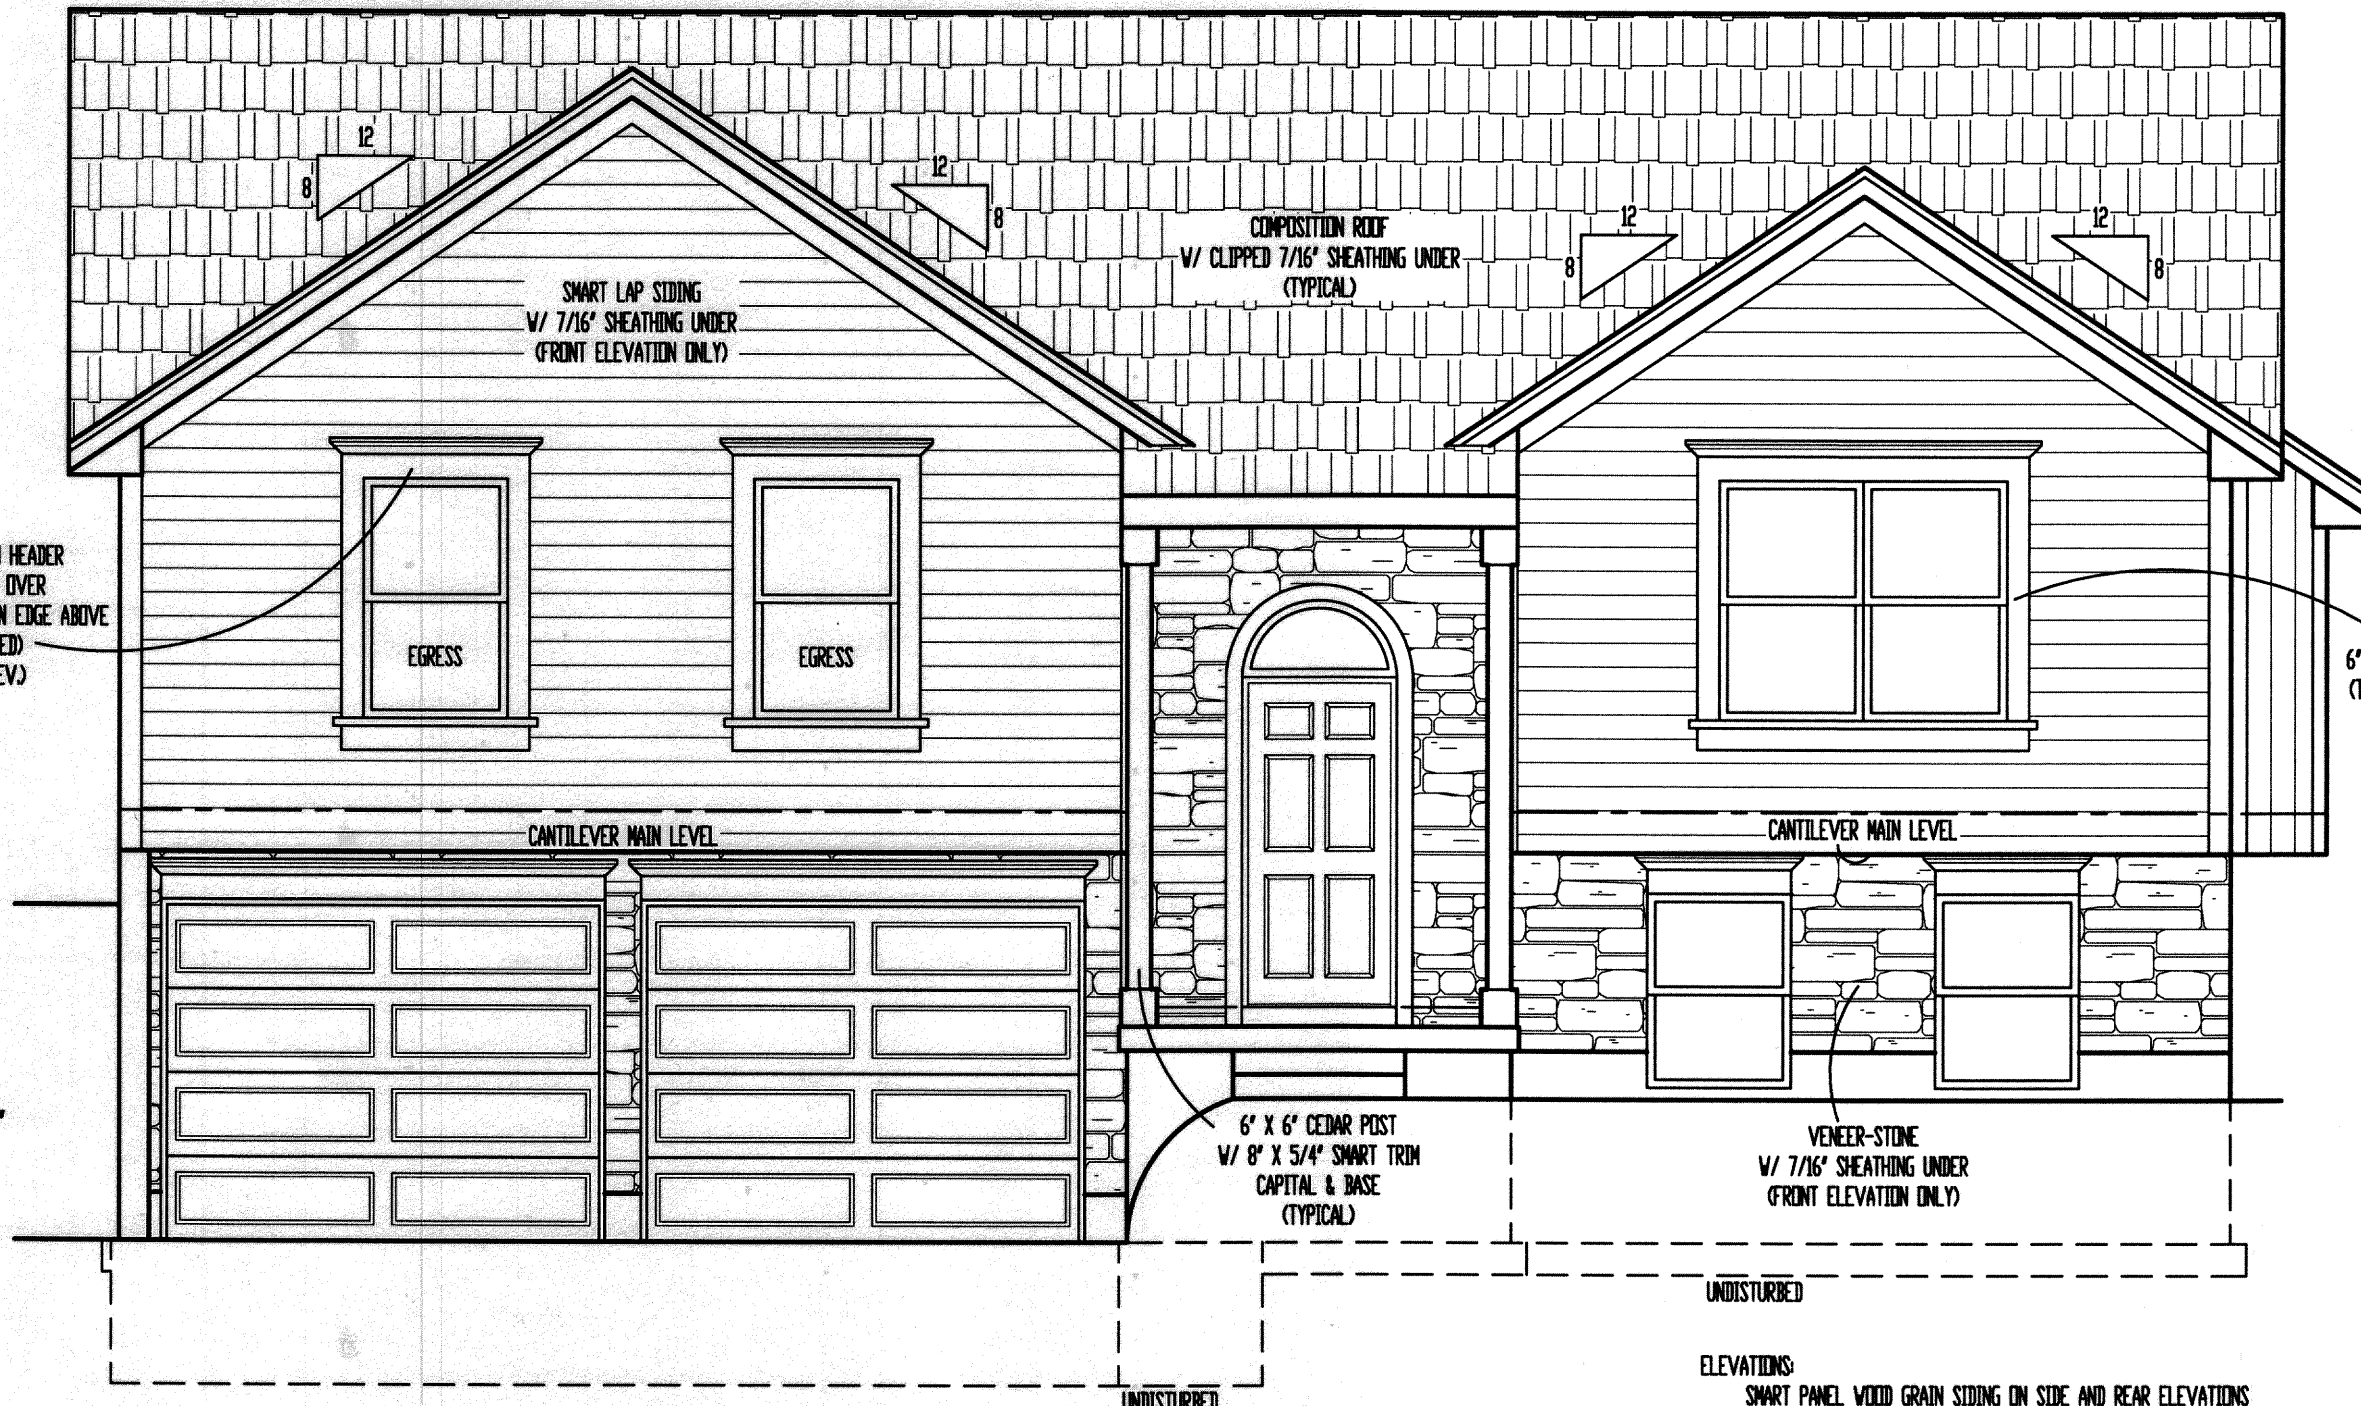 12
8
12
8
12
8
12
8
COMPOSITION ROOF
W/ CLIPPED 7/16" SHEATHING UNDER
(TYPICAL)
SMART LAP SIDING
W/ 7/16" SHEATHING UNDER
(FRONT ELEVATION ONLY)
HEADER
OVER
EDGE ABOVE
EGRESS
EGRESS
6"
CANTILEVER MAIN LEVEL
CANTILEVER MAIN LEVEL
6" X 6" CEDAR POST
W/ 8" X 5/4" SMART TRIM
CAPITAL & BASE
(TYPICAL)
VENEER-STONE
W/ 7/16" SHEATHING UNDER
(FRONT ELEVATION ONLY)
UNDISTURBED
UNDISTURBED
ELEVATIONS:
SMART PANEL WOOD GRAIN SIDING ON SIDE AND REAR ELEVATIONS